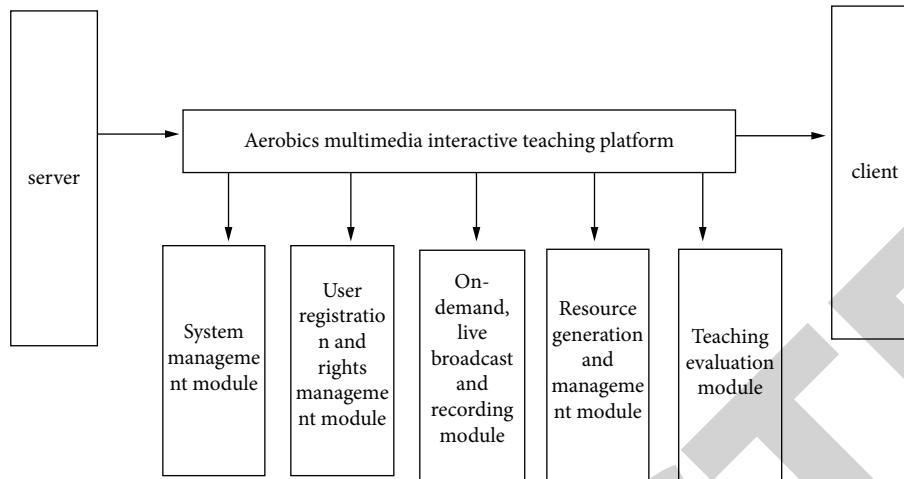 server
Aerobics multimedia interactive teaching platform
client
System
manageme
nt module
User
registratio
n and
rights
manageme
nt module
On-
demand,
live
broadcast
and
recording
module
Resource
generation
and
manageme
nt module
Teaching
evaluation
module